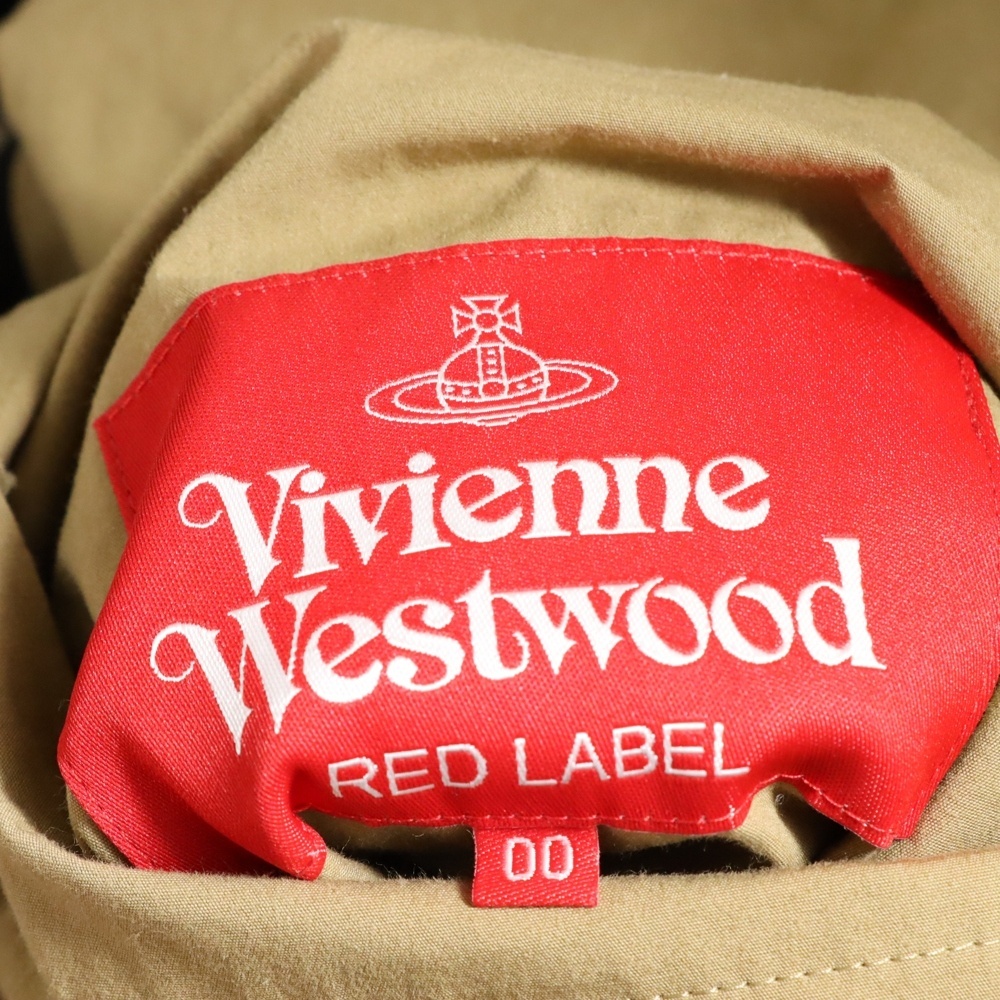 Vivienne
Westwood
RED LABEL
00